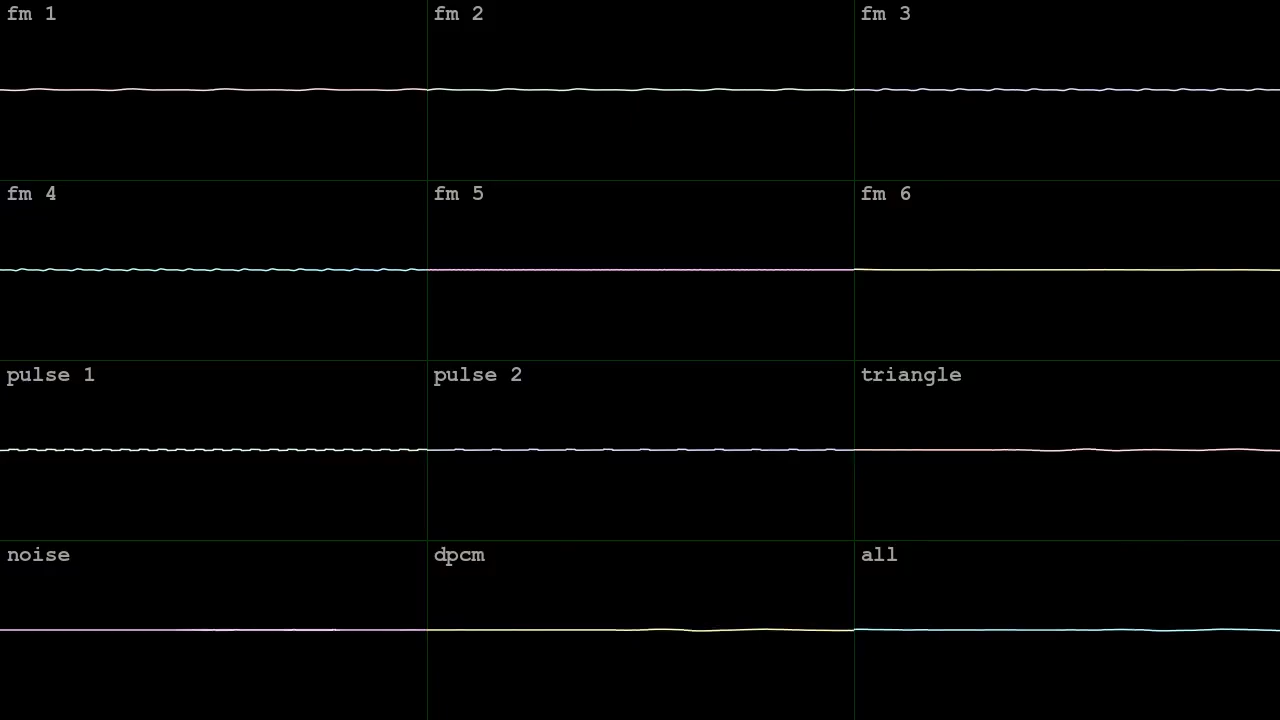 fm 1
fm 2
fm 3
fm 4
fm 5
fm 6
pulse 1
pulse 2
triangle
noise
dpcm
all